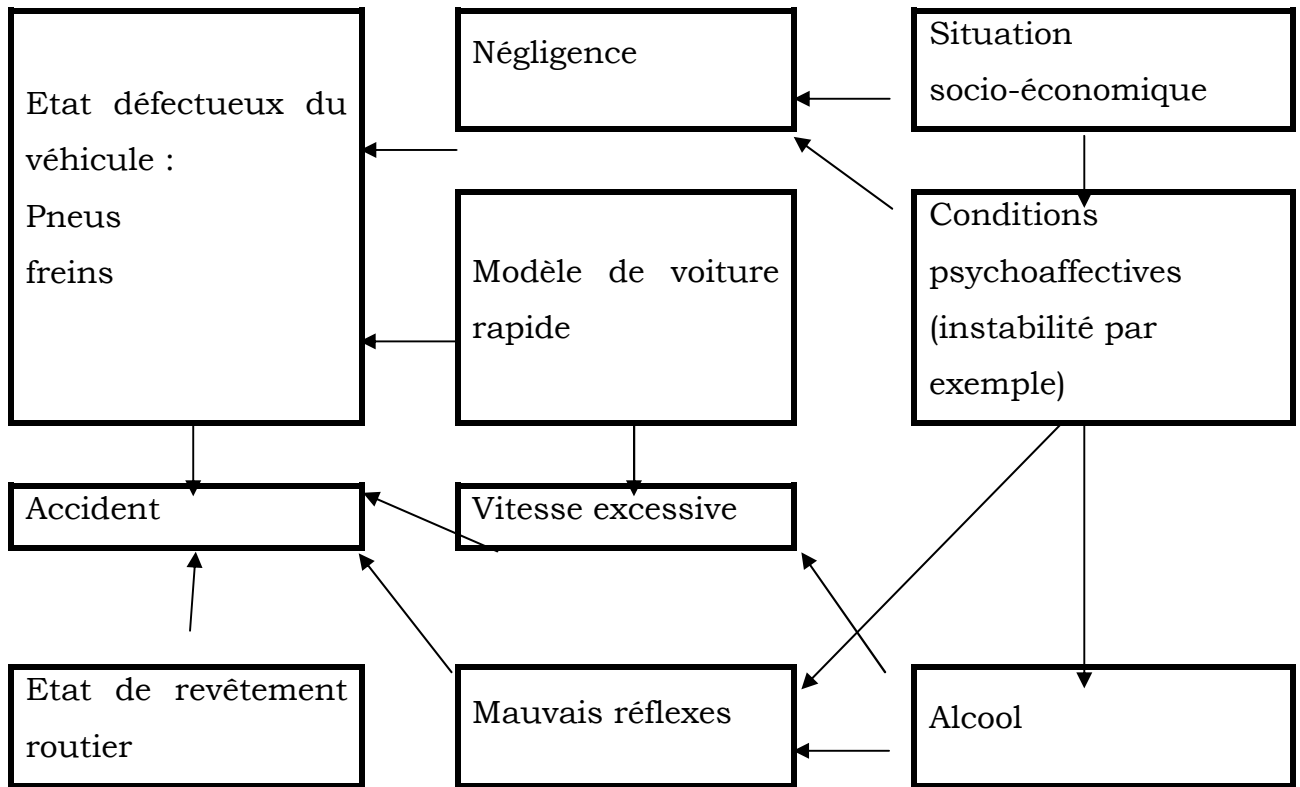 Etat défectueux du
véhicule :
Pneus
freins
Négligence
Situation
socio-économique
Modèle de voiture
rapide
Conditions
psychoaffectives
(instabilité par
exemple)
Accident
Vitesse excessive
Etat de revêtement
routier
Mauvais réflexes
Alcool